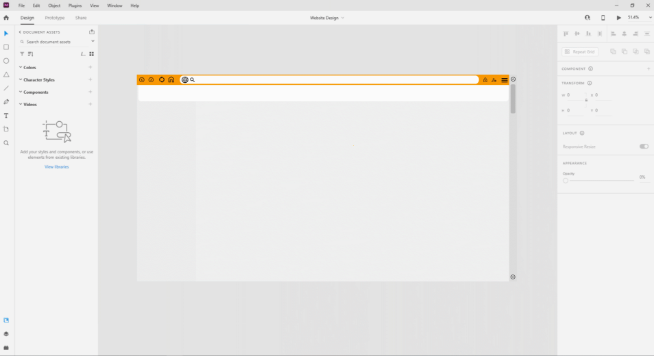 File Edit Object Plugins View Window Help
Design Prototype Share
Website Design
11.4%
DOCUMENT ASSETS
Search document assets
Colors
Character Styles
Components
Videos
Add your styles and components, or use
elements from existing libraries.
View libraries
Repeat Grid
COMPONENT
TRANSFORM
W 0 X 0
H 0 Y 0
LAYOUT
Responsive Resize
APPEARANCE
Opacity
0%